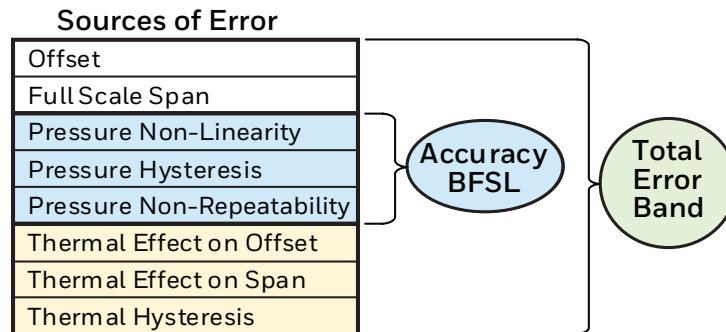 Sources of Error
Offset
Full Scale Span
Pressure Non-Linearity
Pressure Hysteresis
Pressure Non-Repeatability
Thermal Effect on Offset
Thermal Effect on Span
Thermal Hysteresis
Accuracy
BFSL
Total
Error
Band